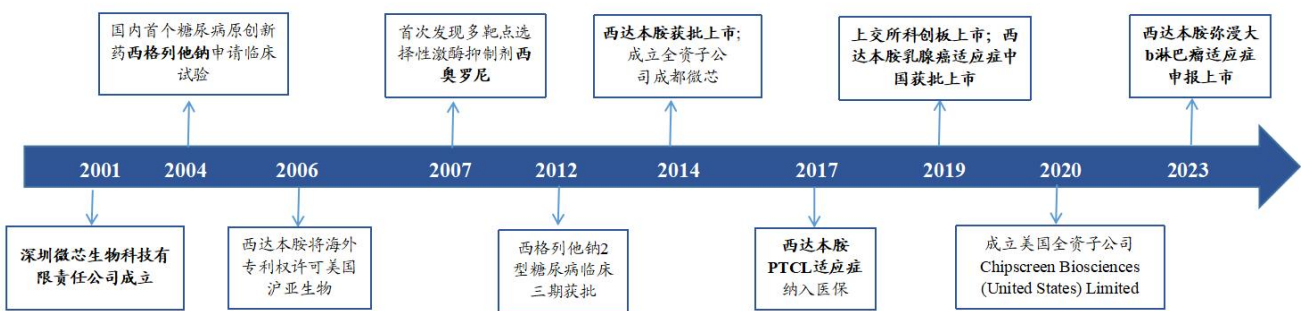 国内首个糖尿病原创新
药西格列他钠申请临床
试验
首次发现多靶点选
择性激酶抑制剂西
奥罗尼
西达本胺获批上市;
成立全资子公
司成都微芯
上交所科创板上市；西
达本胺乳腺癌适应症中
国获批上市
西达本胺弥漫大
b淋巴瘤适应症
申报上市
2001 2004 2006 2007 2012 2014 2017 2019 2020 2023
深圳微芯生物科技有
限责任公司成立
西达本胺将海外
专利权许可美国
沪亚生物
西格列他钠2
型糖尿病临床
三期获批
西达本胺
PTCL适应症
纳入医保
成立美国全资子公司
Chipscreen Biosciences
(United States) Limited